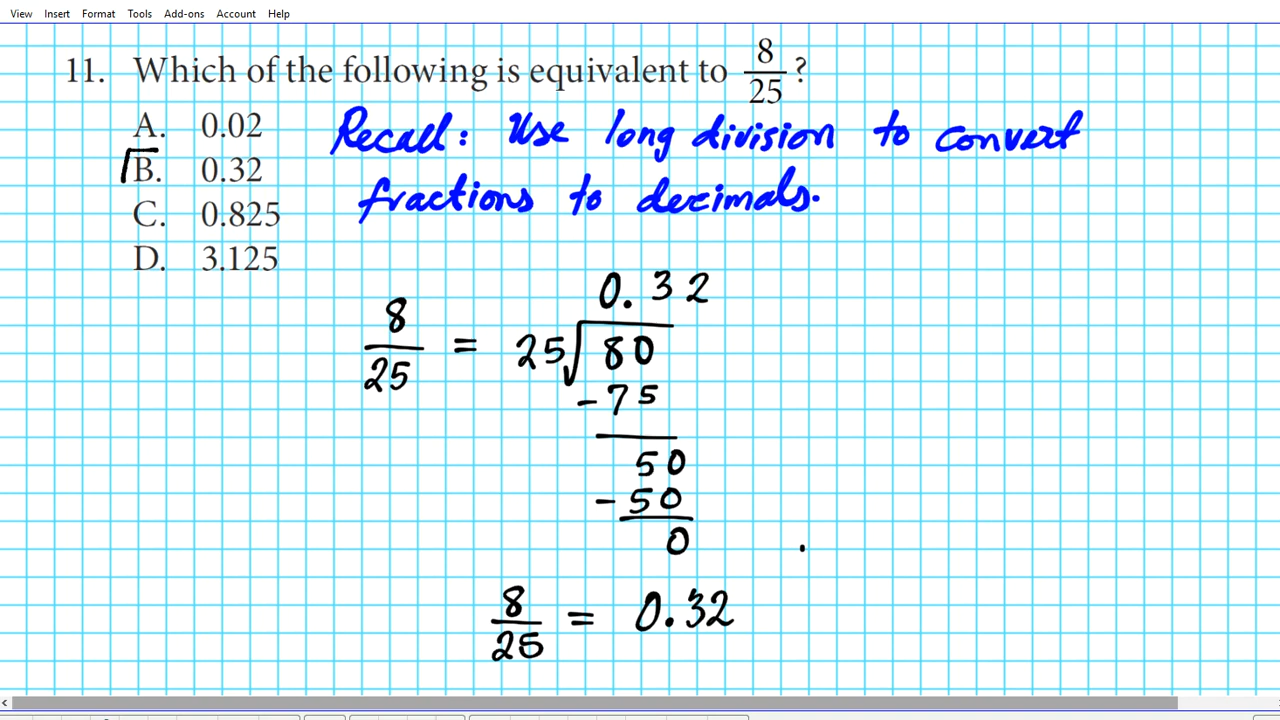 View Insert Format Tools Add-ons Account Help
11. Which of the following is equivalent to 8/25?
A. 0.02
B. 0.32
C. 0.825
D. 3.125
Recall: Use long division to convert
fractions to decimals.
0.32
8/25 = 25√80
-75
50
-50
0 .
8/25 = 0.32